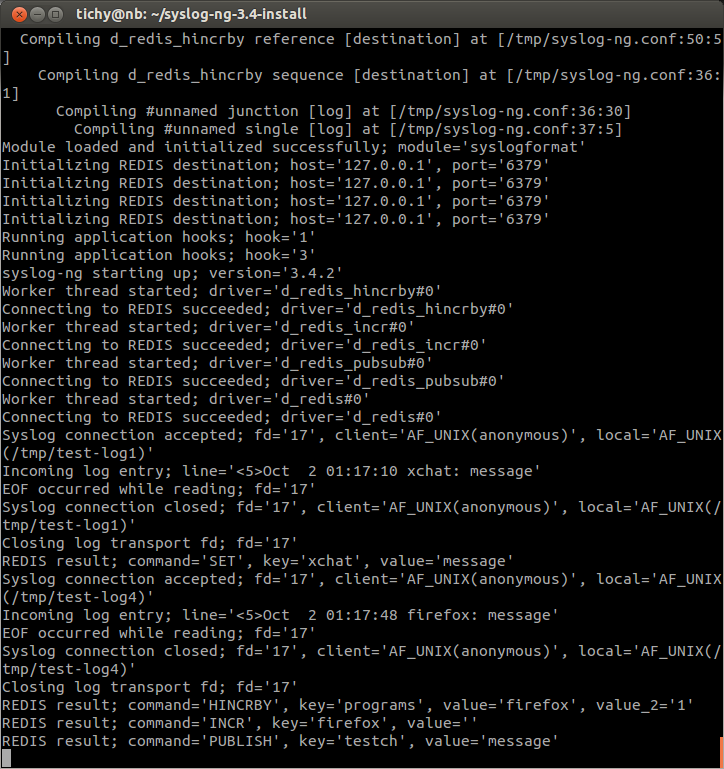 tichy@nb: ~/syslog-ng-3.4-install
Compiling d_redis_hincrby reference [destination] at [/tmp/syslog-ng.conf:50:5
]
Compiling d_redis_hincrby sequence [destination] at [/tmp/syslog-ng.conf:36:
1]
Compiling #unnamed junction [log] at [/tmp/syslog-ng.conf:36:30]
Compiling #unnamed single [log] at [/tmp/syslog-ng.conf:37:5]
Module loaded and initialized successfully; module='syslogformat'
Initializing REDIS destination; host='127.0.0.1', port='6379'
Initializing REDIS destination; host='127.0.0.1', port='6379'
Initializing REDIS destination; host='127.0.0.1', port='6379'
Initializing REDIS destination; host='127.0.0.1', port='6379'
Running application hooks; hook='1'
Running application hooks; hook='3'
syslog-ng starting up; version='3.4.2'
Worker thread started; driver='d_redis_hincrby#0'
Connecting to REDIS succeeded; driver='d_redis_hincrby#0'
Worker thread started; driver='d_redis_incr#0'
Connecting to REDIS succeeded; driver='d_redis_incr#0'
Worker thread started; driver='d_redis_pubsub#0'
Connecting to REDIS succeeded; driver='d_redis_pubsub#0'
Worker thread started; driver='d_redis#0'
Connecting to REDIS succeeded; driver='d_redis#0'
Syslog connection accepted; fd='17', client='AF_UNIX(anonymous)', local='AF_UNIX
(/tmp/test-log1)'
Incoming log entry; line='<5>Oct  2 01:17:10 xchat: message'
EOF occurred while reading; fd='17'
Syslog connection closed; fd='17', client='AF_UNIX(anonymous)', local='AF_UNIX(/
tmp/test-log1)'
Closing log transport fd; fd='17'
REDIS result; command='SET', key='xchat', value='message'
Syslog connection accepted; fd='17', client='AF_UNIX(anonymous)', local='AF_UNIX
(/tmp/test-log4)'
Incoming log entry; line='<5>Oct  2 01:17:48 firefox: message'
EOF occurred while reading; fd='17'
Syslog connection closed; fd='17', client='AF_UNIX(anonymous)', local='AF_UNIX(/
tmp/test-log4)'
Closing log transport fd; fd='17'
REDIS result; command='HINCRBY', key='programs', value='firefox', value_2='1'
REDIS result; command='INCR', key='firefox', value=''
REDIS result; command='PUBLISH', key='testch', value='message'